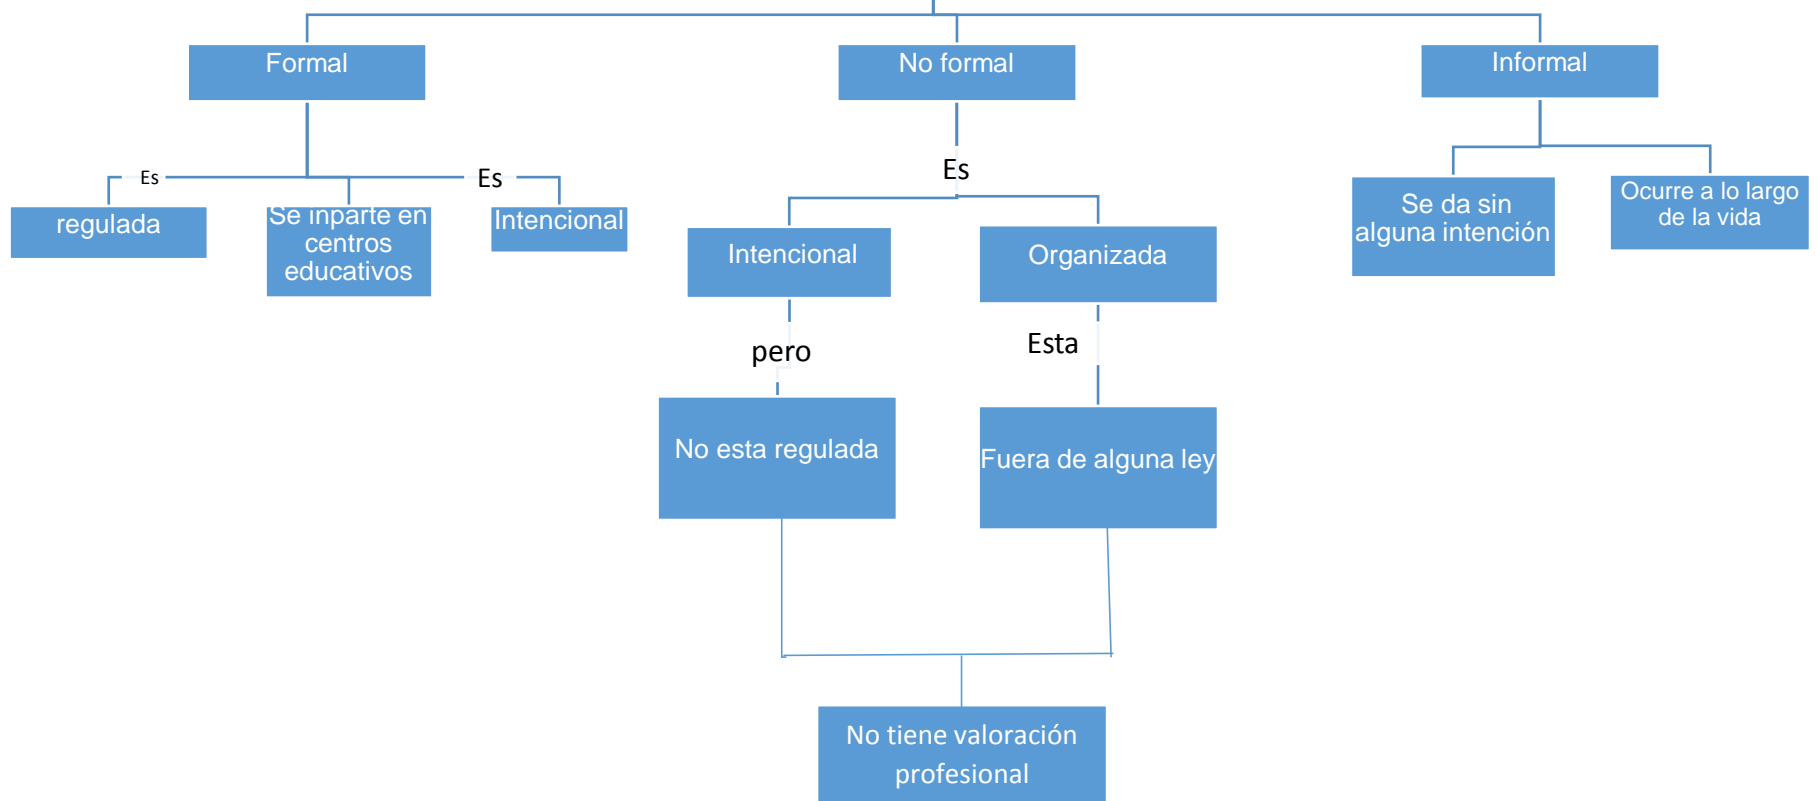 Formal
No formal
Informal
Es
Es
Es
regulada
Se inparte en
centros
educativos
Intencional
Intencional
Organizada
Se da sin
alguna intención
Ocurre a lo largo
de la vida
pero
Esta
No esta regulada
Fuera de alguna ley
No tiene valoración
profesional